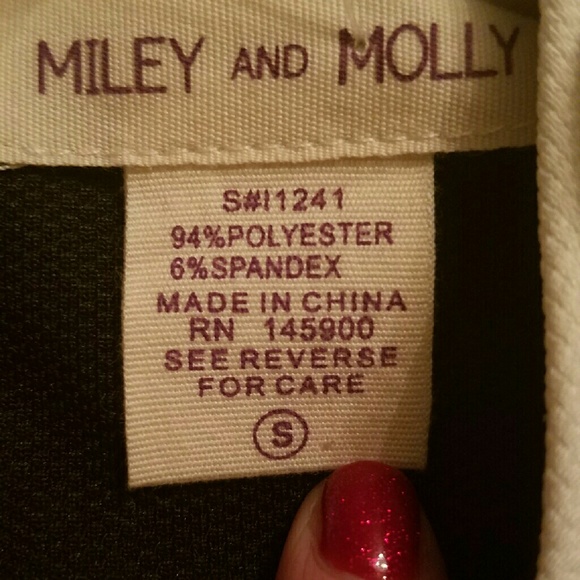 MILEY AND MOLLY
S#I1241
94%POLYESTER
6%SPANDEX
MADE IN CHINA
RN 145900
SEE REVERSE
FOR CARE
S